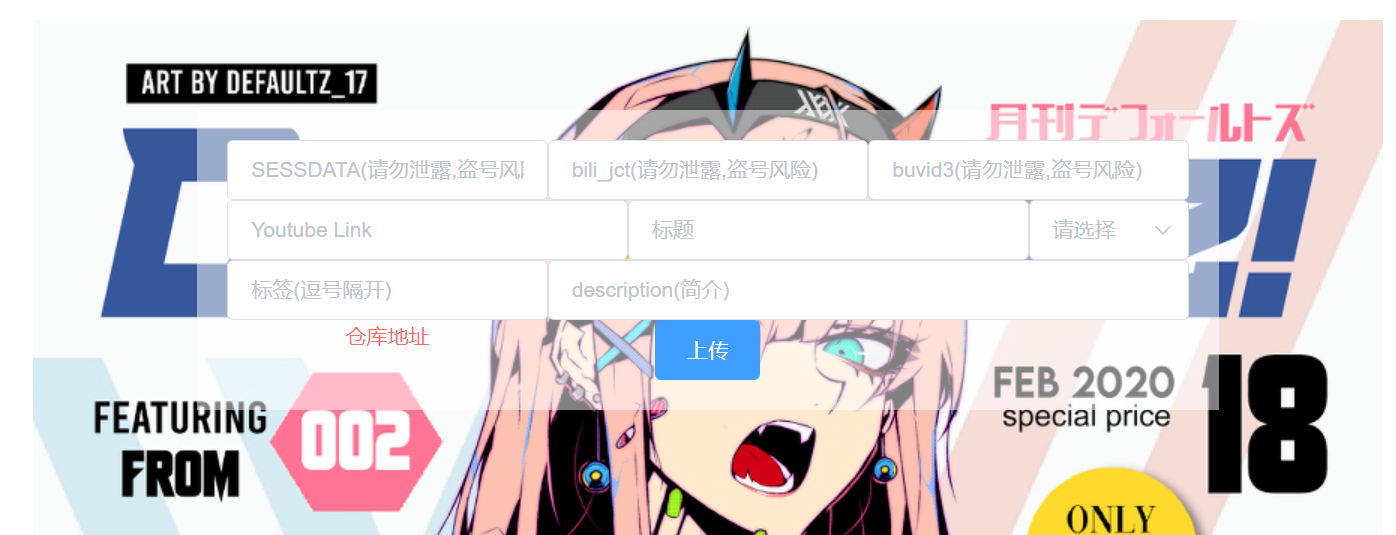 ART BY DEFAULTZ_17
月刊デフォールトズ
SESSDATA(请勿泄露,盗号风
bili_jct(请勿泄露,盗号风险)
buvid3(请勿泄露,盗号风险)
Youtube Link
标题
请选择
标签(逗号隔开)
description(简介)
仓库地址
上传
FEATURING
002
FROM
FEB 2020
special price
18
ONLY